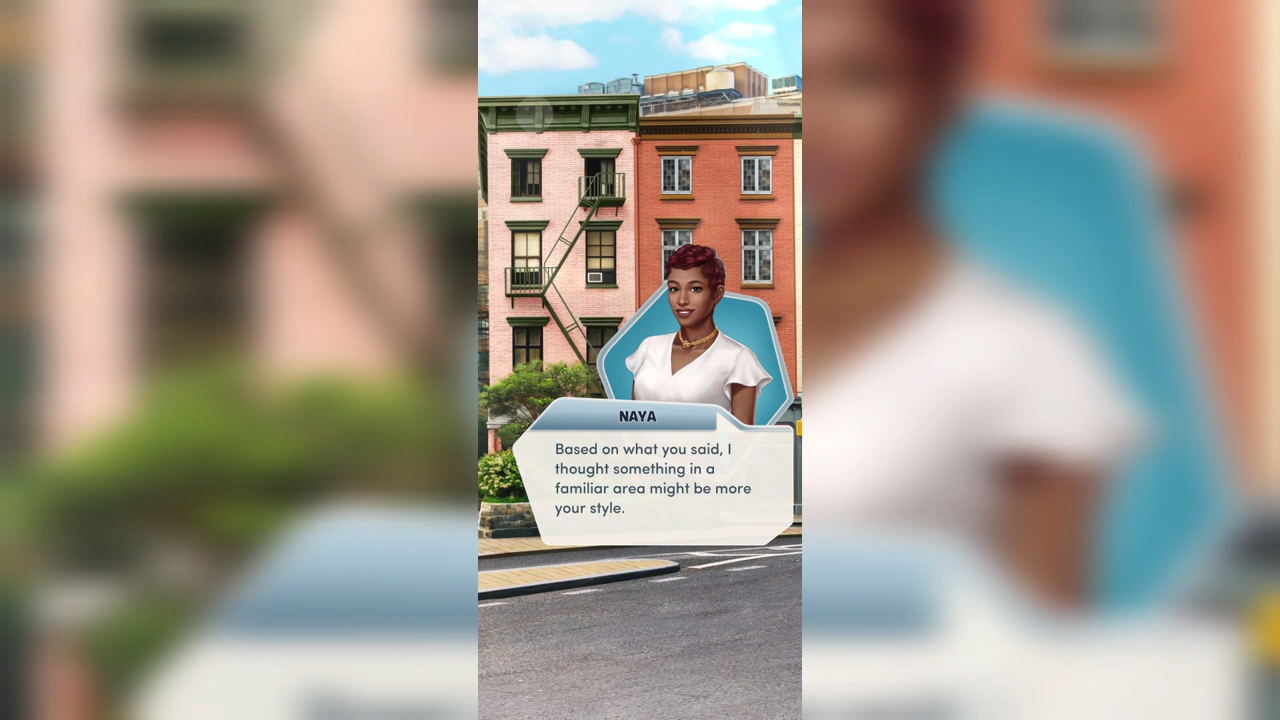 NAYA
Based on what you said, I
thought something in a
familiar area might be more
your style.